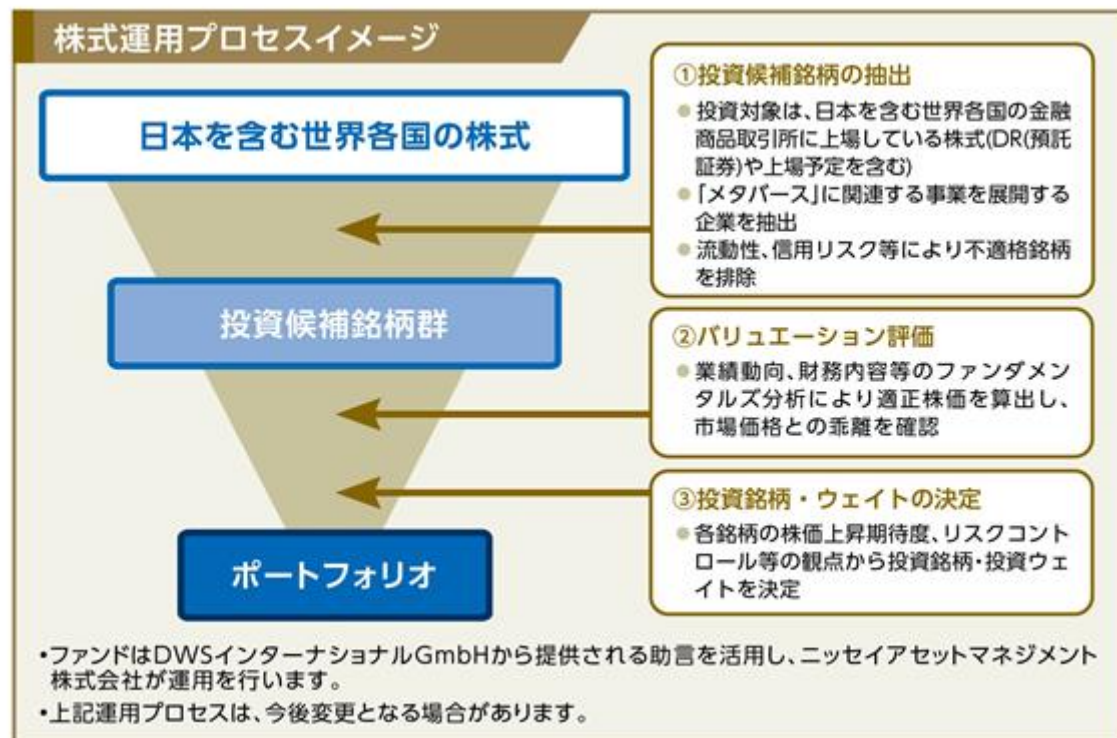 株式運用プロセスイメージ
日本を含む世界各国の株式
投資候補銘柄群
ポートフォリオ
①投資候補銘柄の抽出
●投資対象は、日本を含む世界各国の金融
商品取引所に上場している株式(DR(預託
証券)や上場予定を含む)
●「メタバース」に関連する事業を展開する
企業を抽出
●流動性、信用リスク等により不適格銘柄
を排除
②バリュエーション評価
●業績動向、財務内容等のファンダメン
タルズ分析により適正株価を算出し、
市場価格との乖離を確認
③投資銘柄・ウェイトの決定
●各銘柄の株価上昇期待度、リスクコント
ロール等の観点から投資銘柄・投資ウェ
イトを決定
•ファンドはDWSインターナショナルGmbHから提供される助言を活用し、ニッセイアセットマネジメント
株式会社が運用を行います。
•上記運用プロセスは、今後変更となる場合があります。